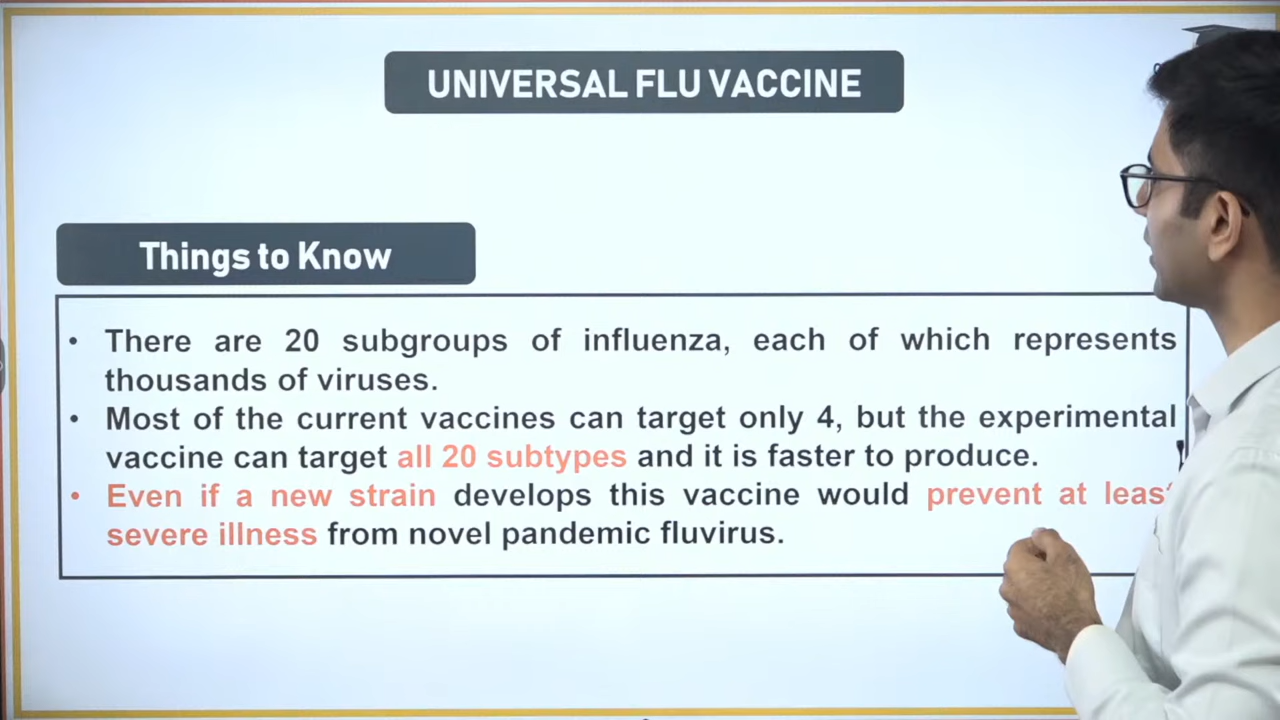 UNIVERSAL FLU VACCINE
Things to Know
• There are 20 subgroups of influenza, each of which represents
thousands of viruses.
• Most of the current vaccines can target only 4, but the experimental
vaccine can target all 20 subtypes and it is faster to produce.
• Even if a new strain develops this vaccine would prevent at least
severe illness from novel pandemic fluvirus.